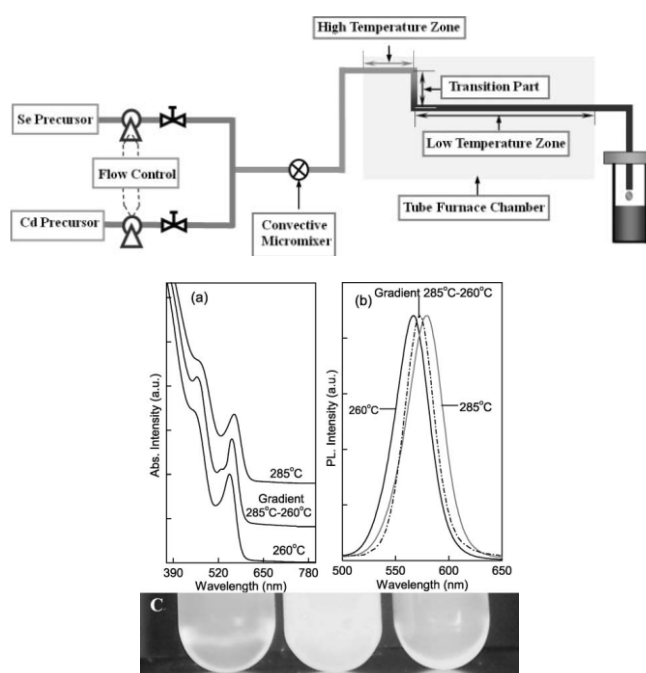 High Temperature Zone
Transition Part
Se Precursor
Low Temperature Zone
Flow Control
Cd Precursor
Convective
Micromixer
Tube Furnace Chamber
(a)
Abs. Intensity (a.u.)
285°C
Gradient
285°C-260°C
260°C
390 520 650 780
Wavelength (nm)
(b)
Gradient 285°C-260°C
PL. Intensity (a.u.)
260°C
285°C
500 550 600 650
Wavelength (nm)
C